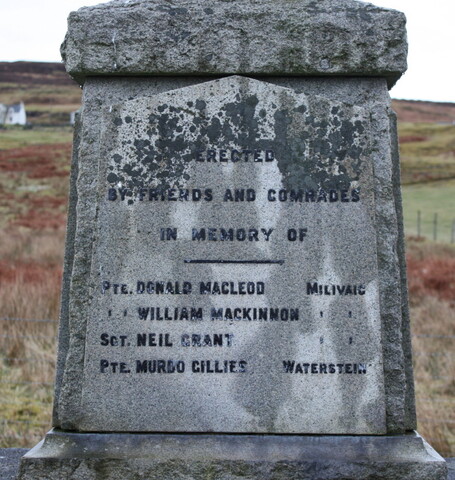 ERECTED
BY FRIENDS AND COMRADES
IN MEMORY OF
PTE. DONALD MACLEOD MILIVAIG
" " WILLIAM MACKINNON " "
SGT. NEIL GRANT " "
PTE. MURDO GILLIES WATERSTEIN